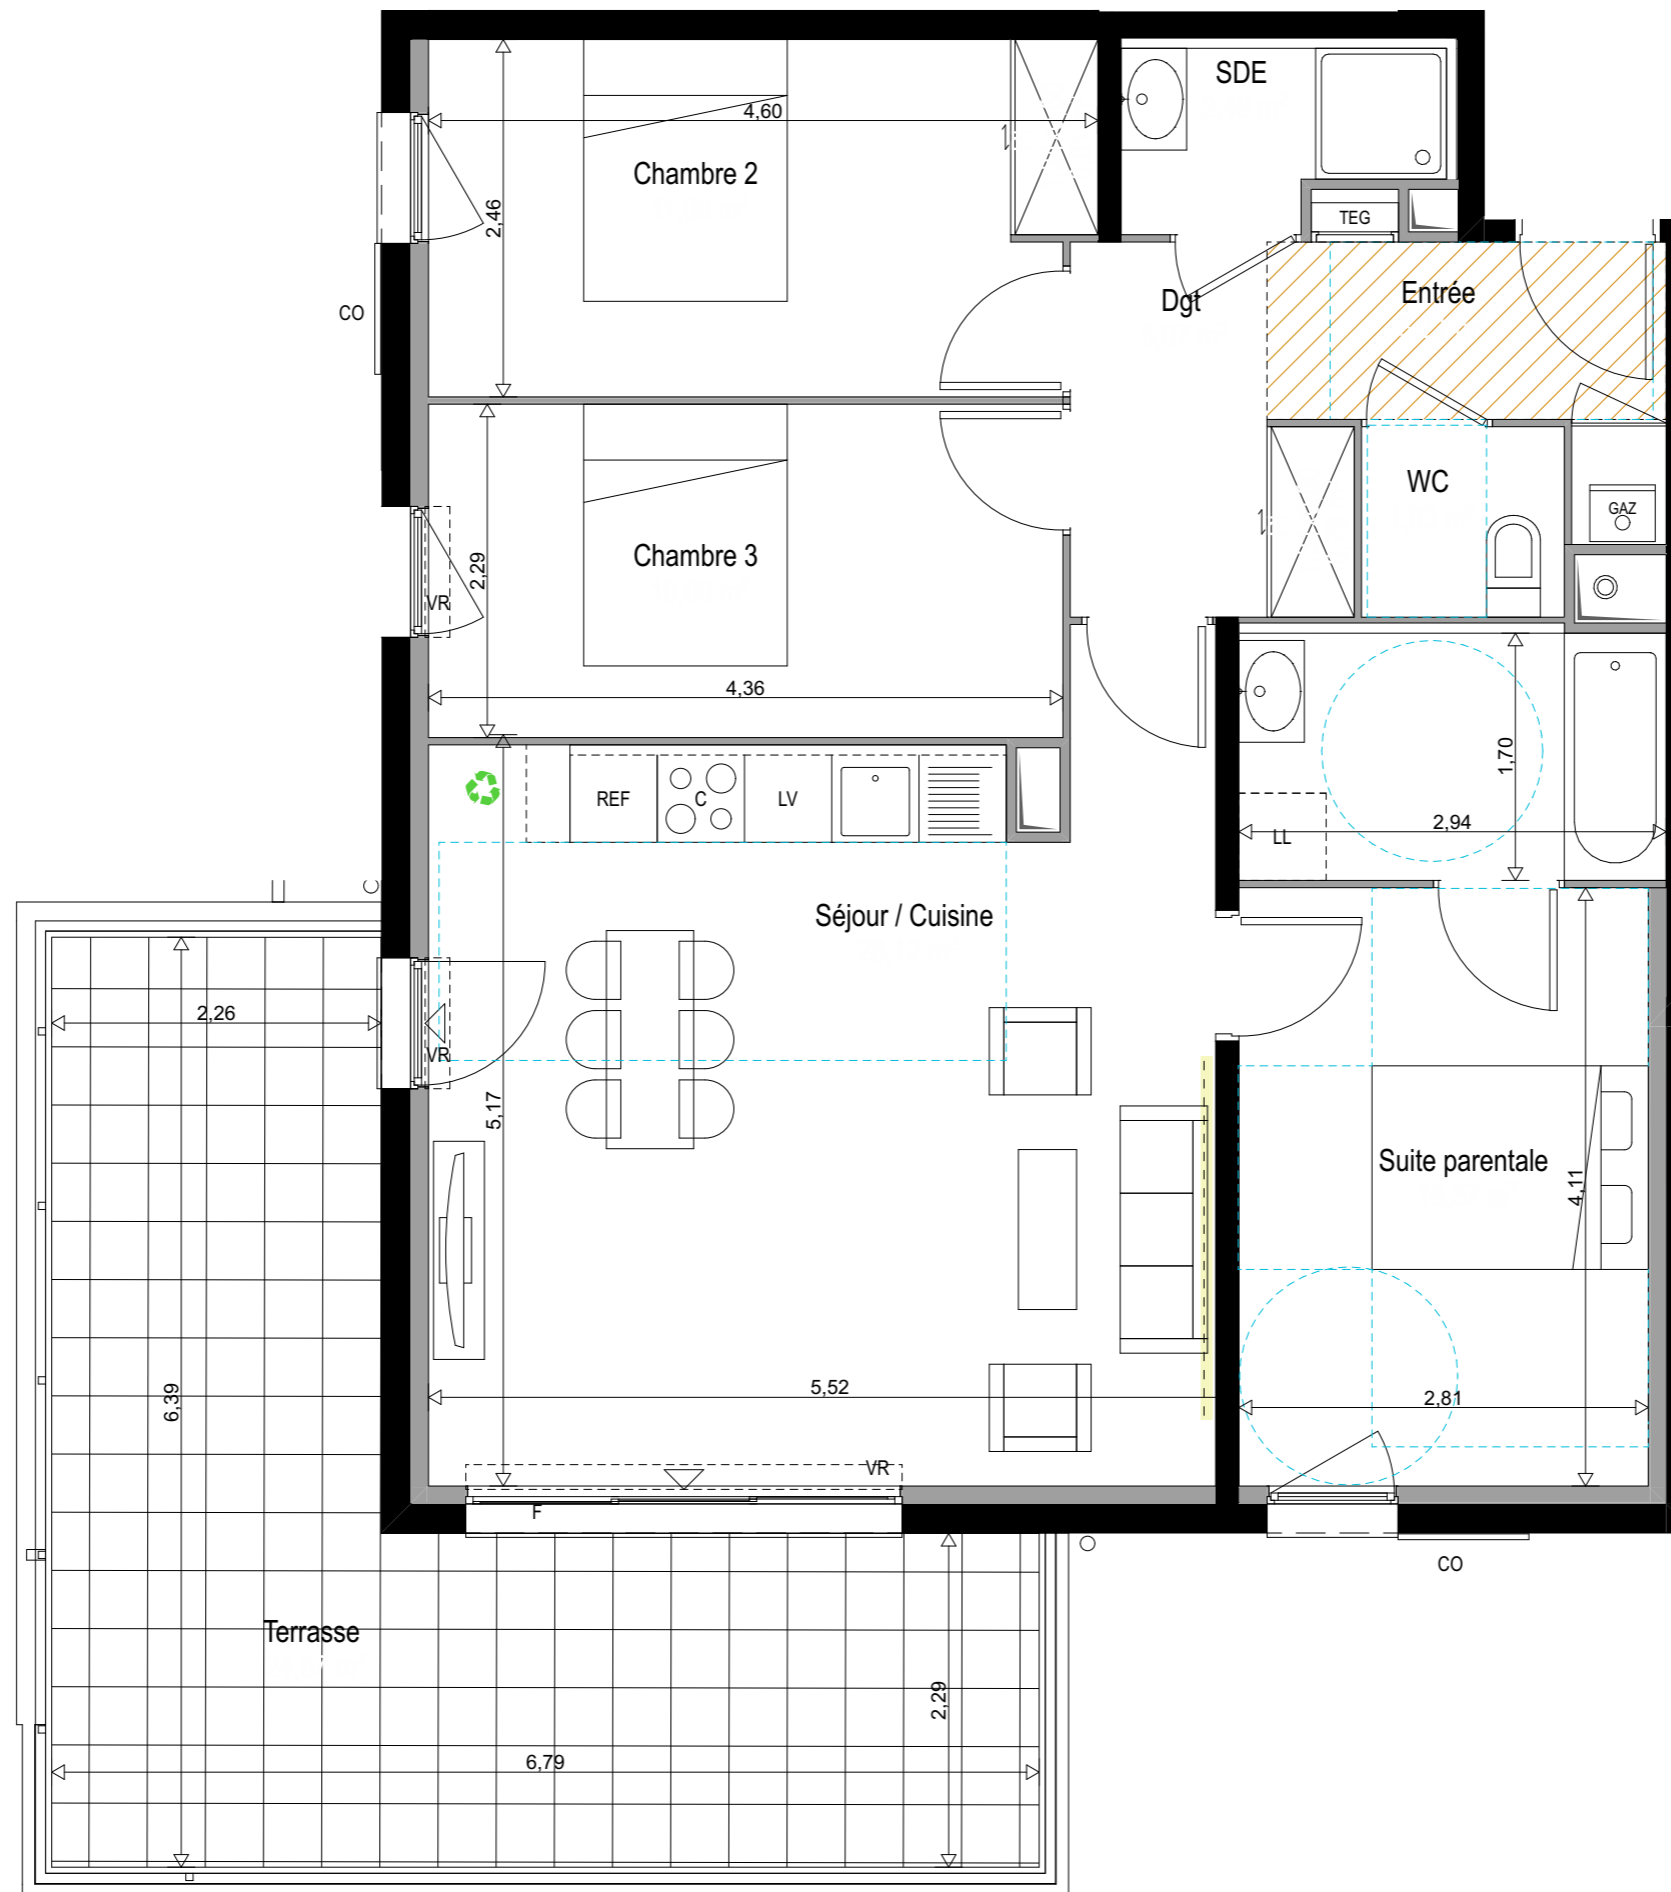 SDE
4,60
Chambre 2
TEG
2,46
Entrée
Dgt
CO
WC
GAZ
Chambre 3
2,29
VR
4,36
1,70
REF
C
LV
2,94
LL
Séjour / Cuisine
2,26
VR
5,17
Suite parentale
4,11
5,52
6,39
2,81
VR
F
CO
Terrasse
2,29
6,79